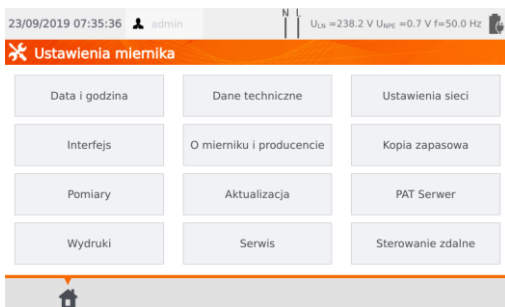 23/09/2019 07:35:36 admin N L ULN =238.2 V UNPE =0.7 V f=50.0 Hz
Ustawienia miernika
Data i godzina Dane techniczne Ustawienia sieci
Interfejs O mierniku i producencie Kopia zapasowa
Pomiary Aktualizacja PAT Serwer
Wydruki Serwis Sterowanie zdalne